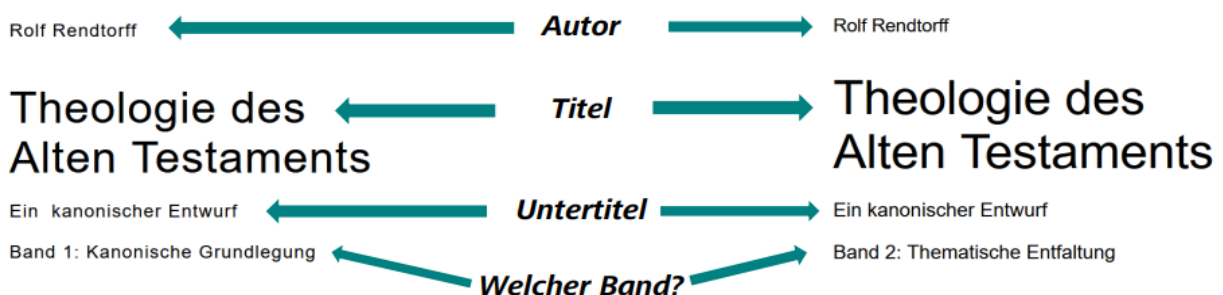 Rolf Rendtorff Autor Rolf Rendtorff
Theologie des Titel Theologie des
Alten Testaments Alten Testaments
Ein kanonischer Entwurf Untertitel Ein kanonischer Entwurf
Band 1: Kanonische Grundlegung Band 2: Thematische Entfaltung
Welcher Band?